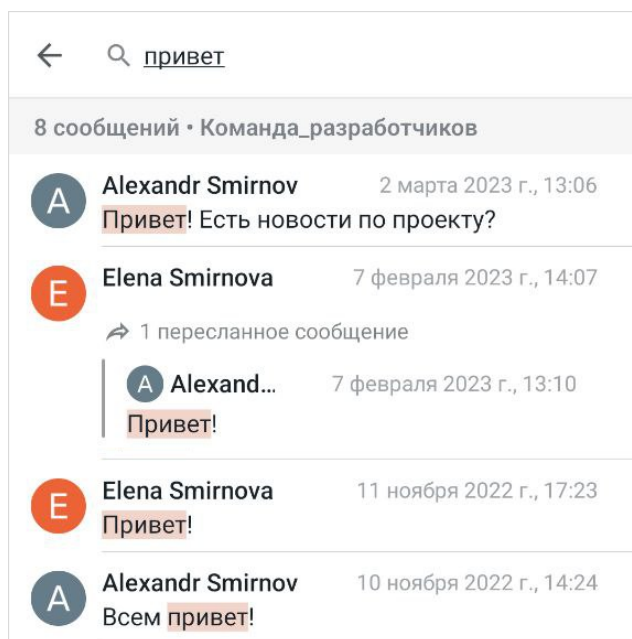 привет
8 сообщений • Команда_разработчиков
A Alexandr Smirnov 2 марта 2023 г., 13:06
Привет! Есть новости по проекту?
E Elena Smirnova 7 февраля 2023 г., 14:07
1 пересланное сообщение
A Alexand... 7 февраля 2023 г., 13:10
Привет!
E Elena Smirnova 11 ноября 2022 г., 17:23
Привет!
A Alexandr Smirnov 10 ноября 2022 г., 14:24
Всем привет!